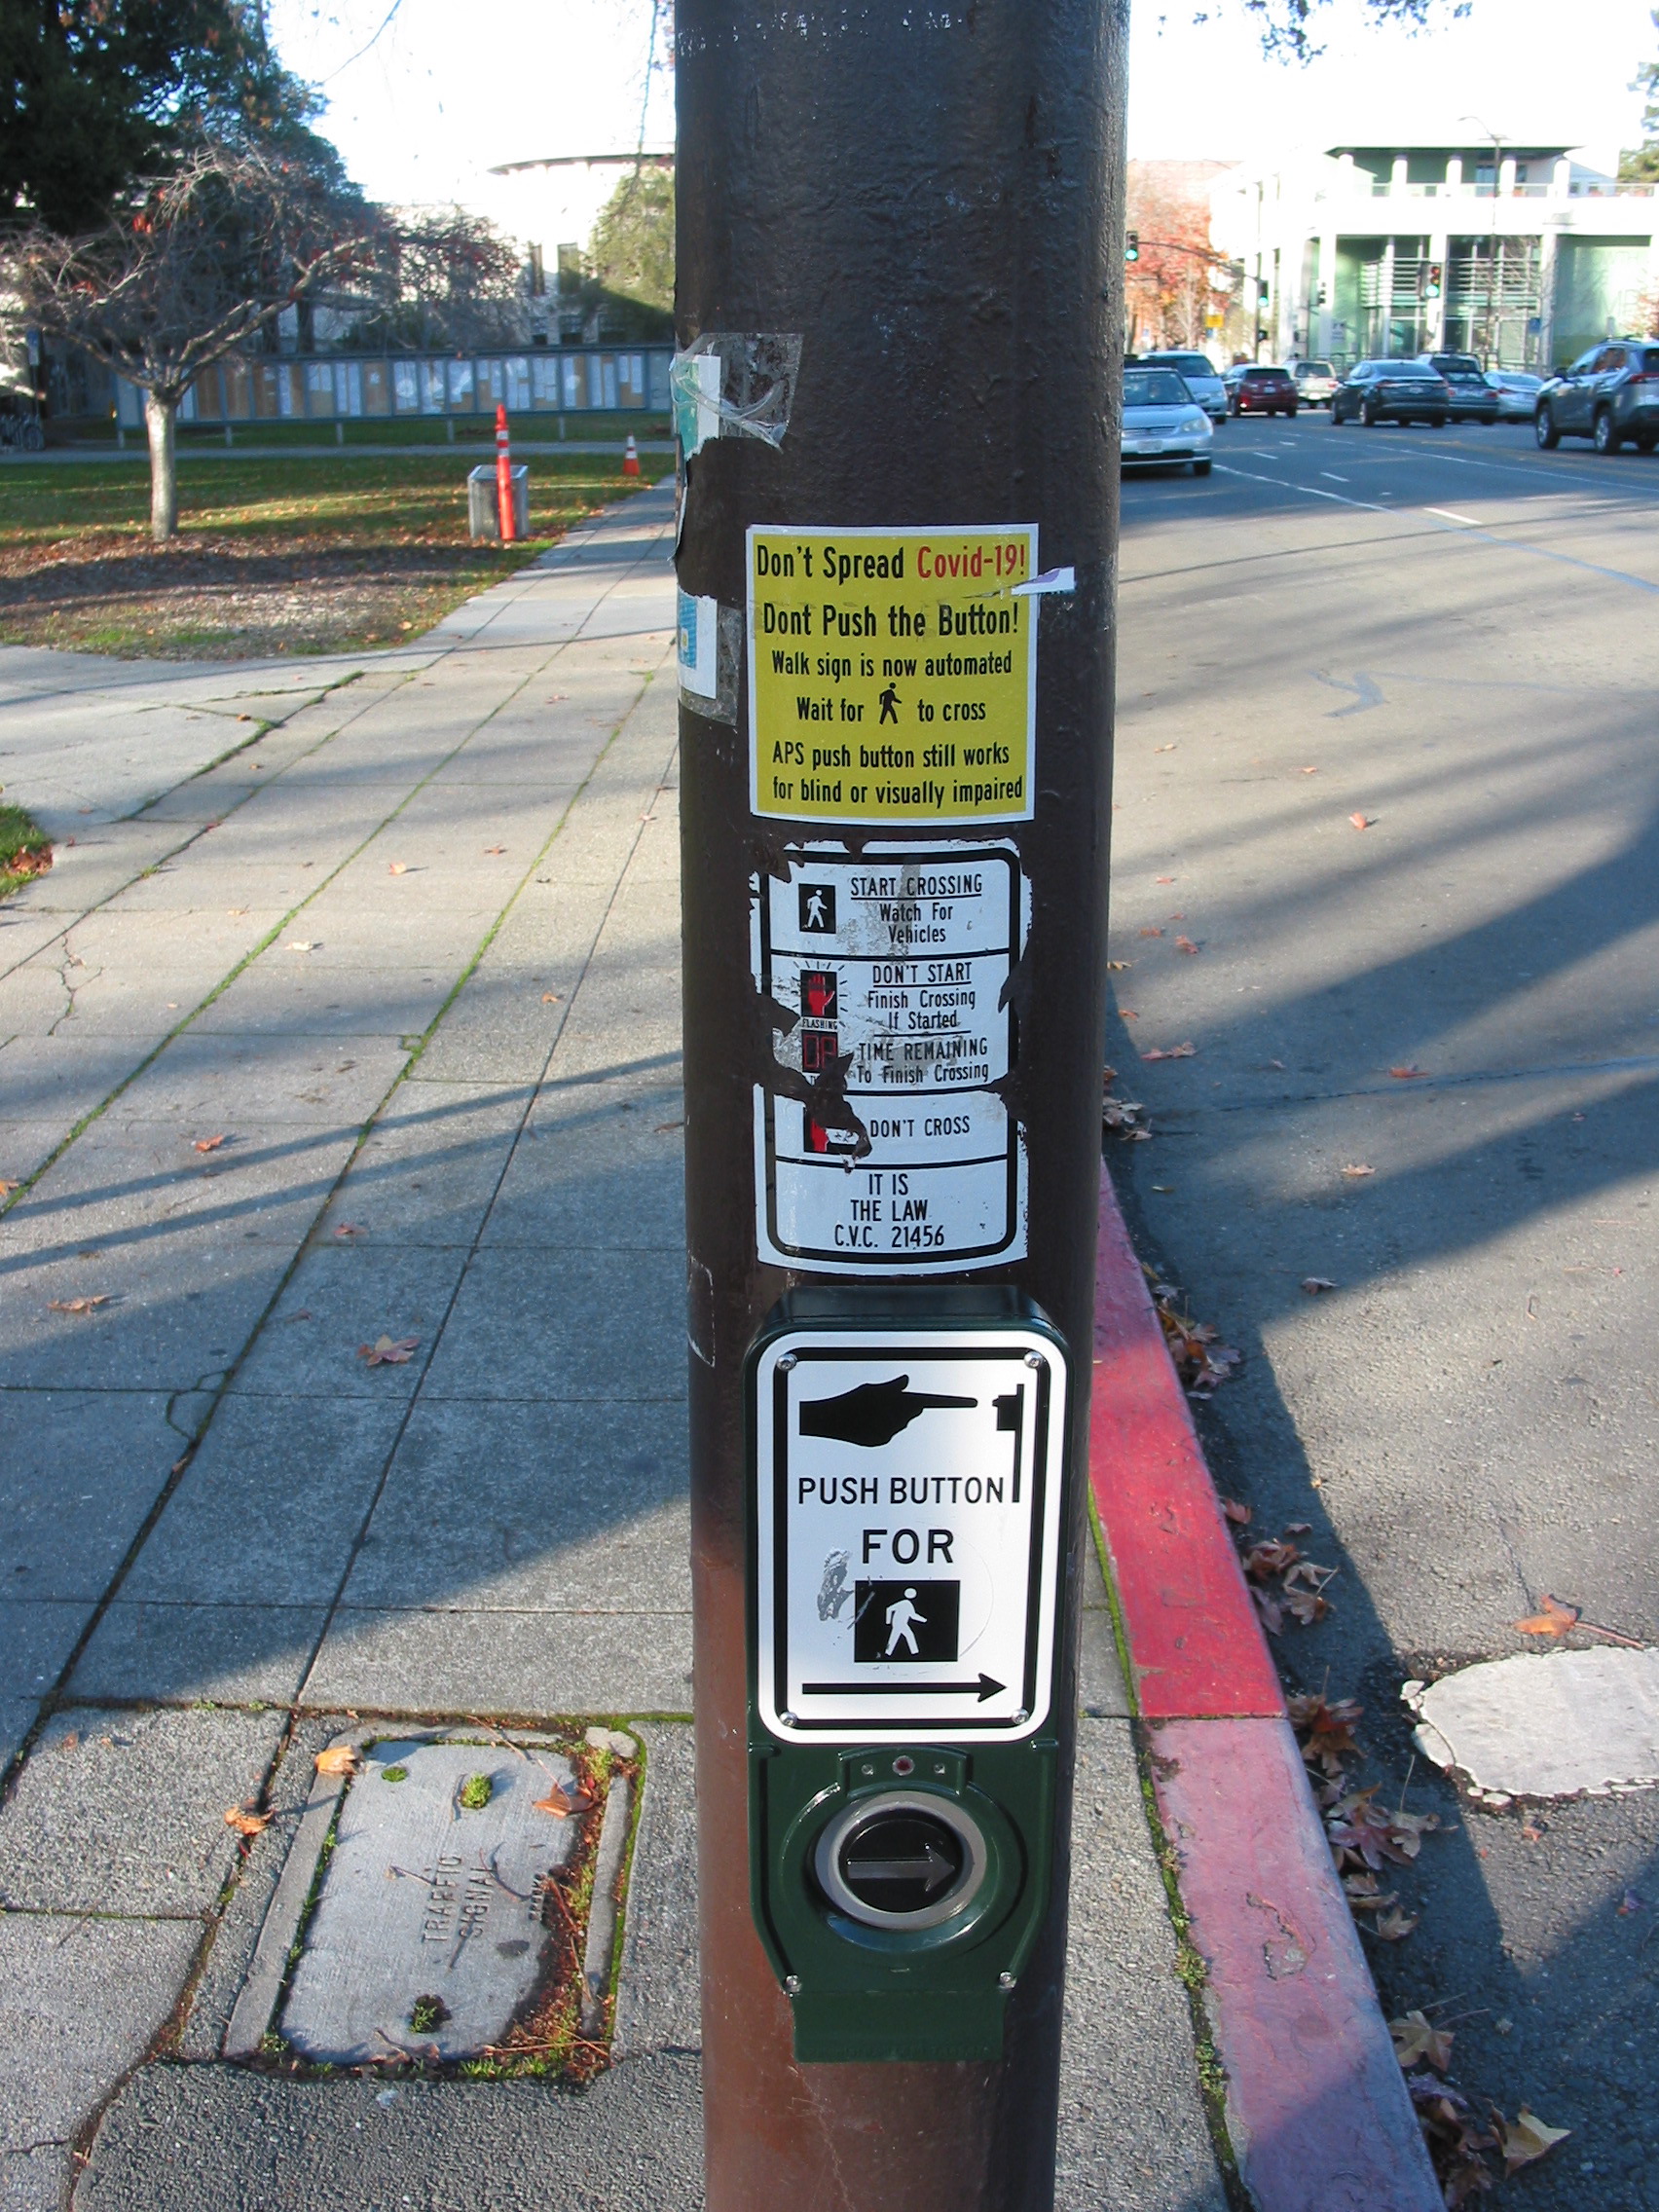 Don't Spread Covid-19!
Dont Push the Button!
Walk sign is now automated
Wait for to cross
APS push button still works
for blind or visually impaired
START CROSSING
Watch For
Vehicles
DON'T START
Finish Crossing
If Started
FLASHING
TIME REMAINING
To Finish Crossing
DON'T CROSS
IT IS
THE LAW
C.V.C. 21456
PUSH BUTTON
FOR
TRAFFIC
SIGNAL